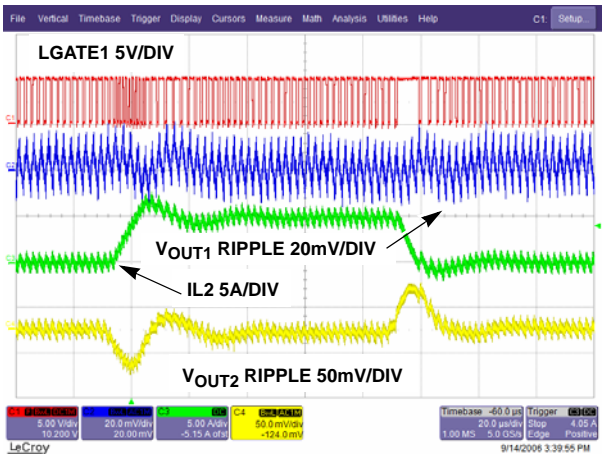 File Vertical Timebase Trigger Display Cursors Measure Math Analysis Utilities Help C1: Setup...
LGATE1 5V/DIV
VOUT1 RIPPLE 20mV/DIV
IL2 5A/DIV
VOUT2 RIPPLE 50mV/DIV
C1 C2 C3 C4 Timebase -60.0 µs Trigger
5.00 V/div 20.0 mV/div 5.00 A/div 50.0 mV/div 20.0 µs/div Stop 4.05 A
10.200 V 20.00 mV -5.15 A ofst -124.0 mV 1.00 MS 5.0 GS/s Edge Positive
LeCroy 9/14/2006 3:39:55 PM